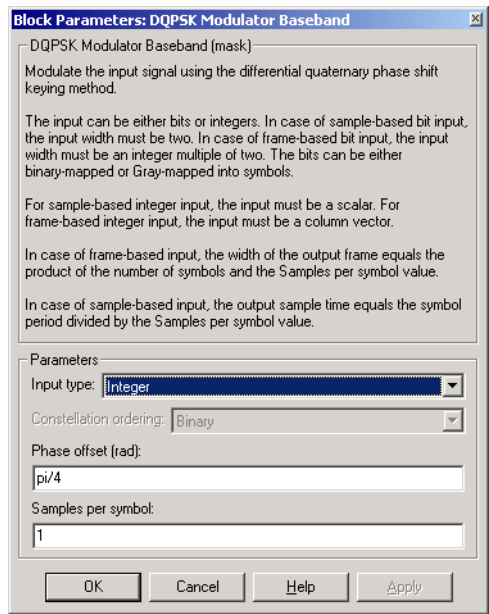 Block Parameters: DQPSK Modulator Baseband
DQPSK Modulator Baseband (mask)
Modulate the input signal using the differential quaternary phase shift
keying method.
The input can be either bits or integers. In case of sample-based bit input,
the input width must be two. In case of frame-based bit input, the input
width must be an integer multiple of two. The bits can be either
binary-mapped or Gray-mapped into symbols.
For sample-based integer input, the input must be a scalar. For
frame-based integer input, the input must be a column vector.
In case of frame-based input, the width of the output frame equals the
product of the number of symbols and the Samples per symbol value.
In case of sample-based input, the output sample time equals the symbol
period divided by the Samples per symbol value.
Parameters
Input type: Integer
Constellation ordering: Binary
Phase offset (rad):
pi/4
Samples per symbol:
1
OK Cancel Help Apply